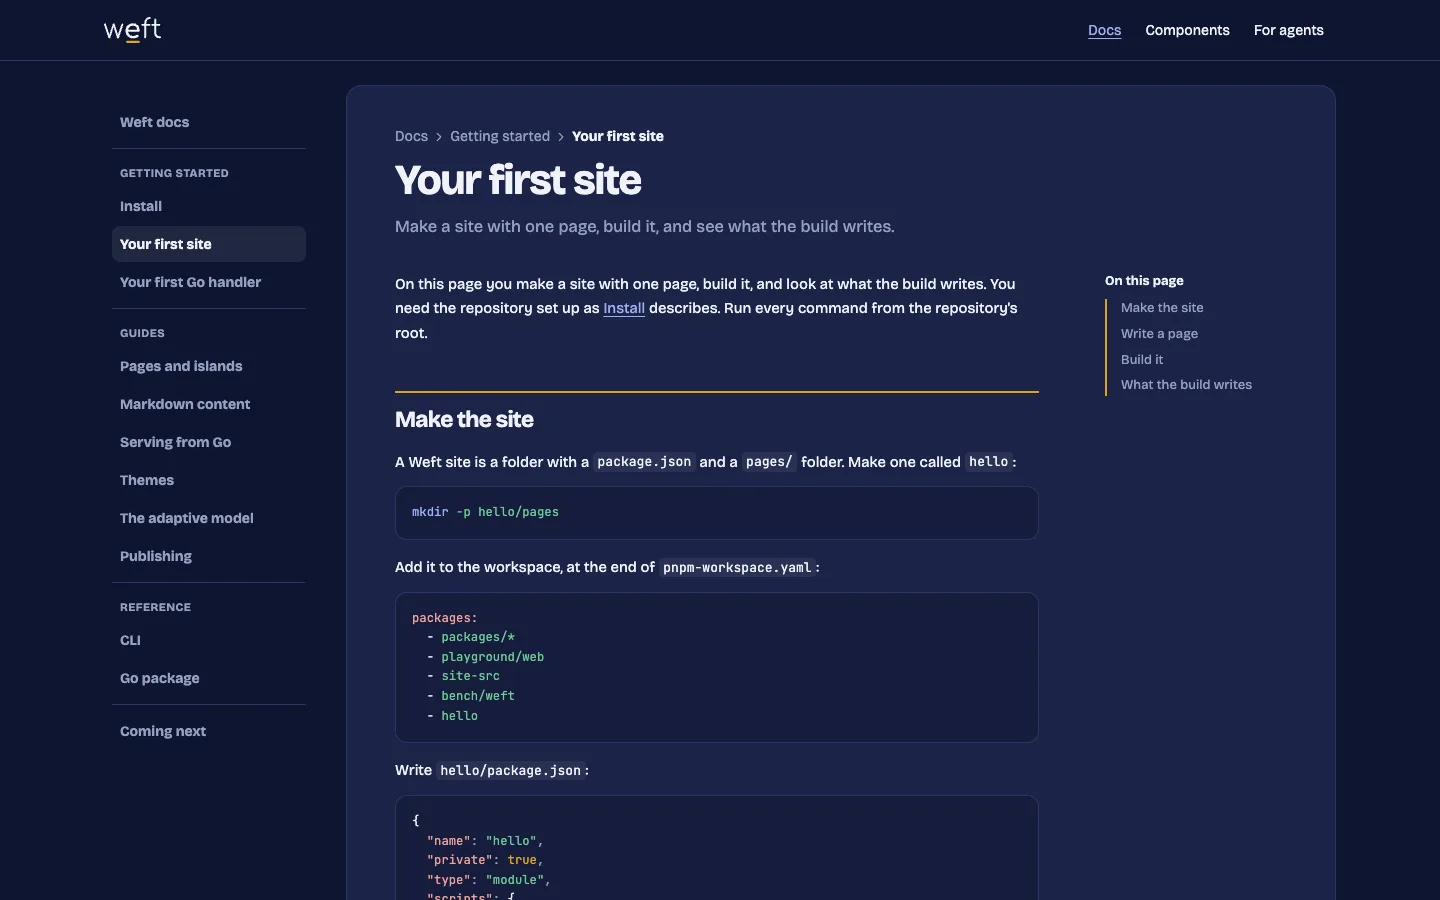 weft
Docs
Components
For agents
Weft docs
GETTING STARTED
Install
Your first site
Your first Go handler
GUIDES
Pages and islands
Markdown content
Serving from Go
Themes
The adaptive model
Publishing
REFERENCE
CLI
Go package
Coming next
Docs > Getting started > Your first site
Your first site
Make a site with one page, build it, and see what the build writes.
On this page you make a site with one page, build it, and look at what the build writes. You
need the repository set up as Install describes. Run every command from the repository's
root.
Make the site
A Weft site is a folder with a package.json and a pages/ folder. Make one called hello:
mkdir -p hello/pages
Add it to the workspace, at the end of pnpm-workspace.yaml:
packages:
  - packages/*
  - playground/web
  - site-src
  - bench/weft
  - hello
Write hello/package.json:
{
  "name": "hello",
  "private": true,
  "type": "module",
  "scripts": {
On this page
Make the site
Write a page
Build it
What the build writes